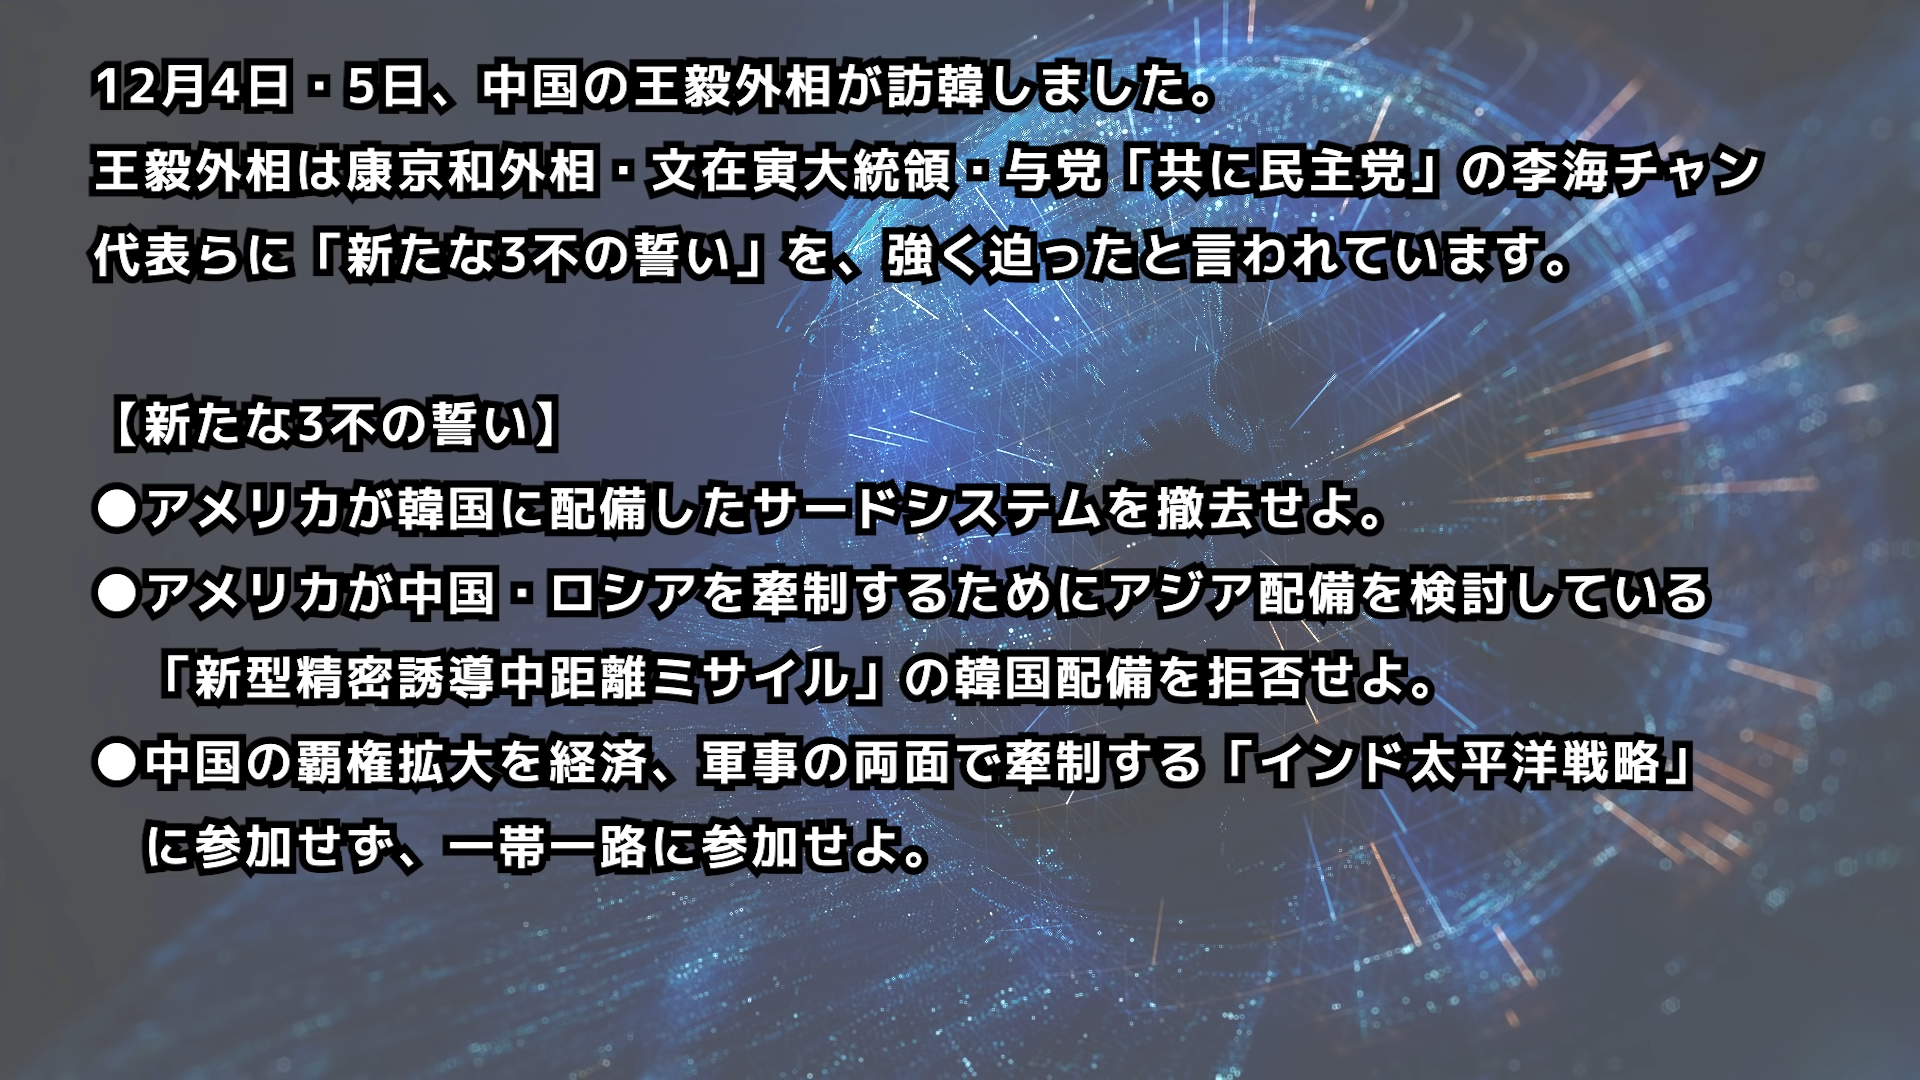 12月4日・5日、中国の王毅外相が訪韓しました。
王毅外相は康京和外相・文在寅大統領・与党「共に民主党」の李海チャン
代表らに「新たな3不の誓い」を、強く迫ったと言われています。
【新たな3不の誓い】
●アメリカが韓国に配備したサードシステムを撤去せよ。
●アメリカが中国・ロシアを牽制するためにアジア配備を検討している
「新型精密誘導中距離ミサイル」の韓国配備を拒否せよ。
●中国の覇権拡大を経済、軍事の両面で牽制する「インド太平洋戦略」
に参加せず、一帯一路に参加せよ。